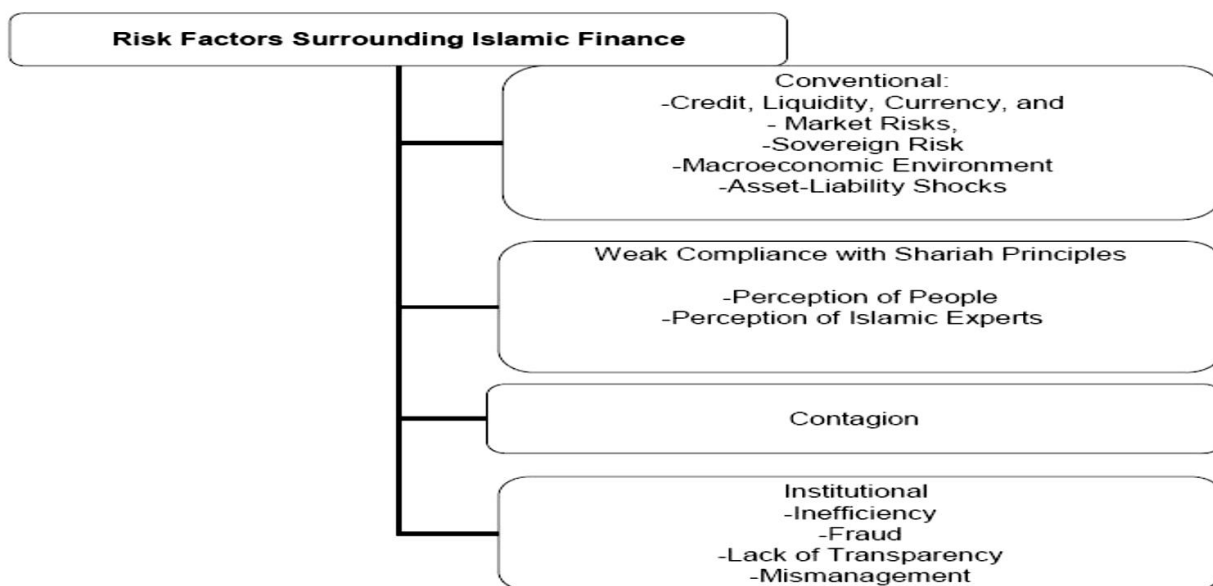 Risk Factors Surrounding Islamic Finance
Conventional:
-Credit, Liquidity, Currency, and
- Market Risks,
-Sovereign Risk
-Macroeconomic Environment
-Asset-Liability Shocks
Weak Compliance with Shariah Principles
-Perception of People
-Perception of Islamic Experts
Contagion
Institutional
-Inefficiency
-Fraud
-Lack of Transparency
-Mismanagement